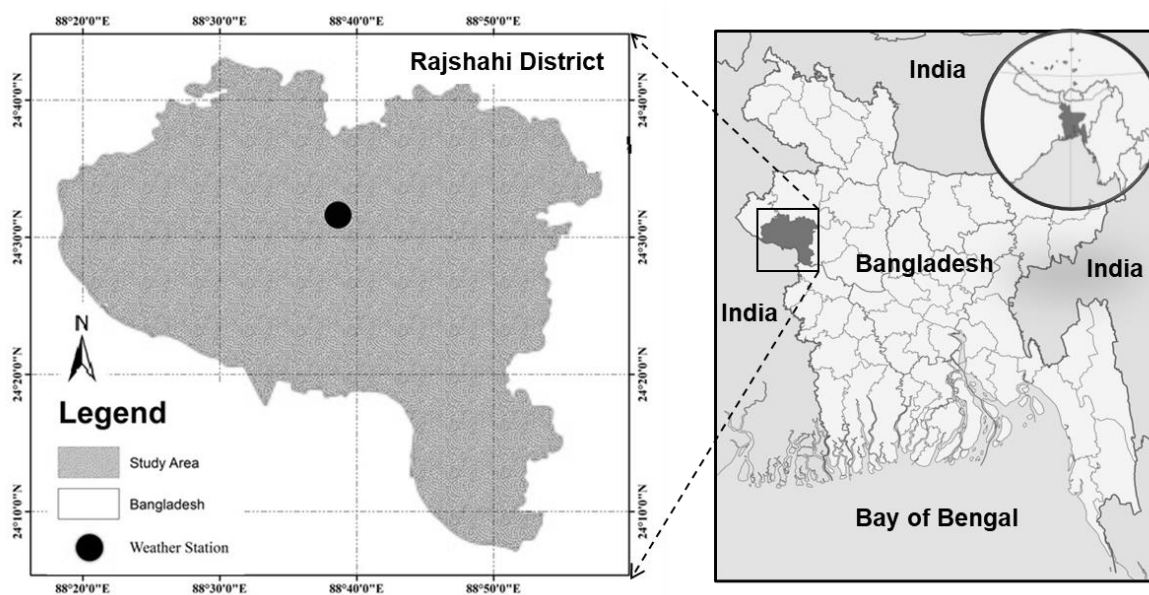 88°20'0"E
88°30'0"E
88°40'0"E
88°50'0"E
Rajshahi District
24°40'0"N
24°30'0"N
24°20'0"N
24°10'0"N
24°40'0"N
24°30'0"N
24°20'0"N
24°10'0"N
N
Legend
Study Area
Bangladesh
Weather Station
88°20'0"E
88°30'0"E
88°40'0"E
88°50'0"E
India
Bangladesh
India
India
Bay of Bengal